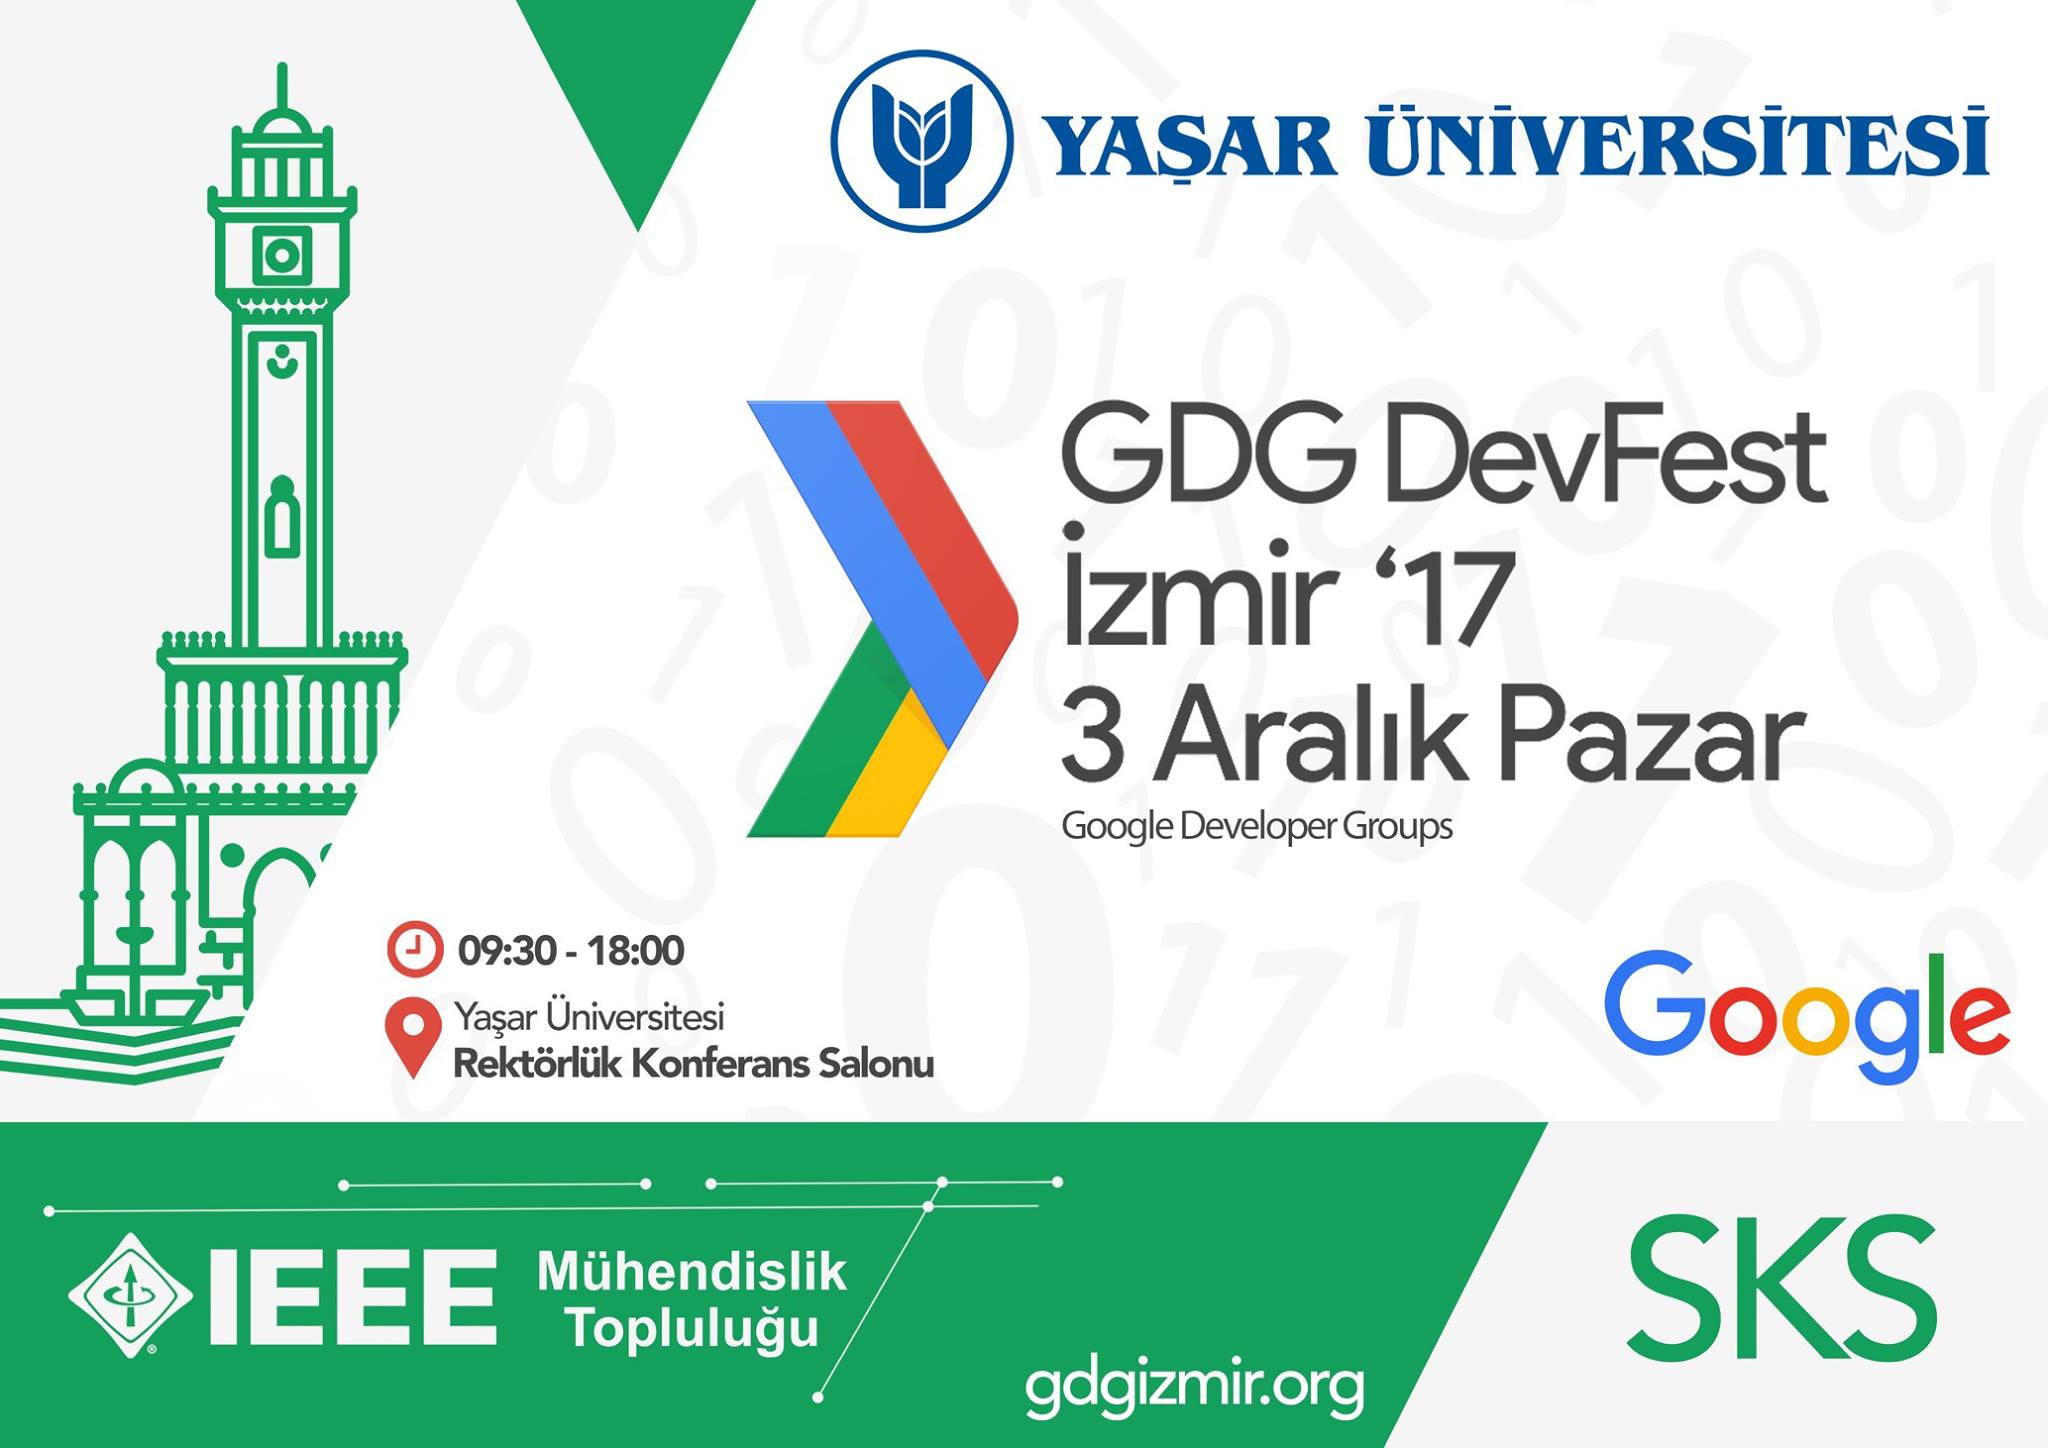 YAŞAR ÜNİVERSİTESİ
GDG DevFest
İzmir ‘17
3 Aralık Pazar
Google Developer Groups
09:30 - 18:00
Yaşar Üniversitesi
Rektörlük Konferans Salonu
Google
IEEE
Mühendislik
Topluluğu
gdgizmir.org
SKS